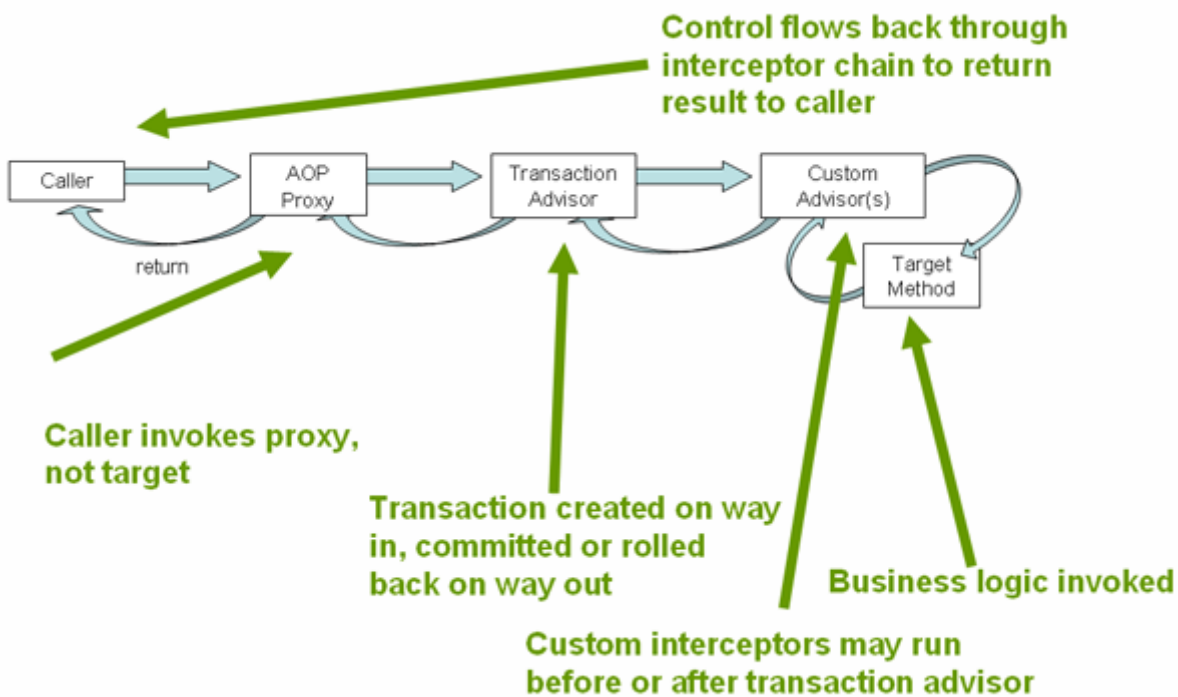 Control flows back through
interceptor chain to return
result to caller
Caller
AOP
Proxy
Transaction
Advisor
Custom
Advisor(s)
return
Target
Method
Caller invokes proxy,
not target
Transaction created on way
in, committed or rolled
back on way out
Business logic invoked
Custom interceptors may run
before or after transaction advisor